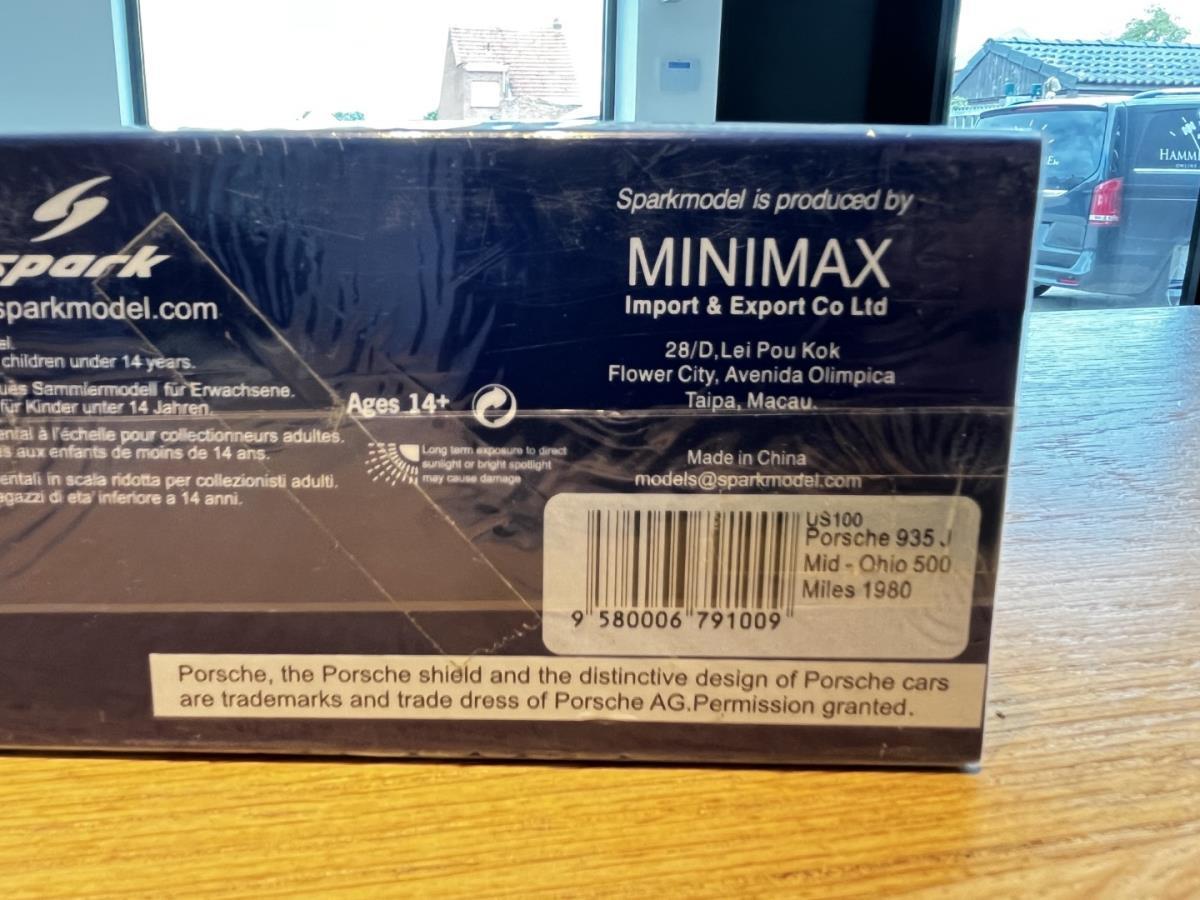 spark
sparkmodel.com
children under 14 years.
Sammlermodell für Erwachsene.
für Kinder unter 14 Jahren.
à l'échelle pour collectionneurs adultes.
aux enfants de moins de 14 ans.
in scala ridotta per collezionisti adulti.
di eta' inferiore a 14 anni.
Ages 14+
Long term exposure to direct
sunlight or bright spotlight
may cause damage
Sparkmodel is produced by
MINIMAX
Import & Export Co Ltd
28/D,Lei Pou Kok
Flower City, Avenida Olimpica
Taipa, Macau.
Made in China
models@sparkmodel.com
US100
Porsche 935 J
Mid - Ohio 500
Miles 1980
9 580006 791009
Porsche, the Porsche shield and the distinctive design of Porsche cars
are trademarks and trade dress of Porsche AG.Permission granted.